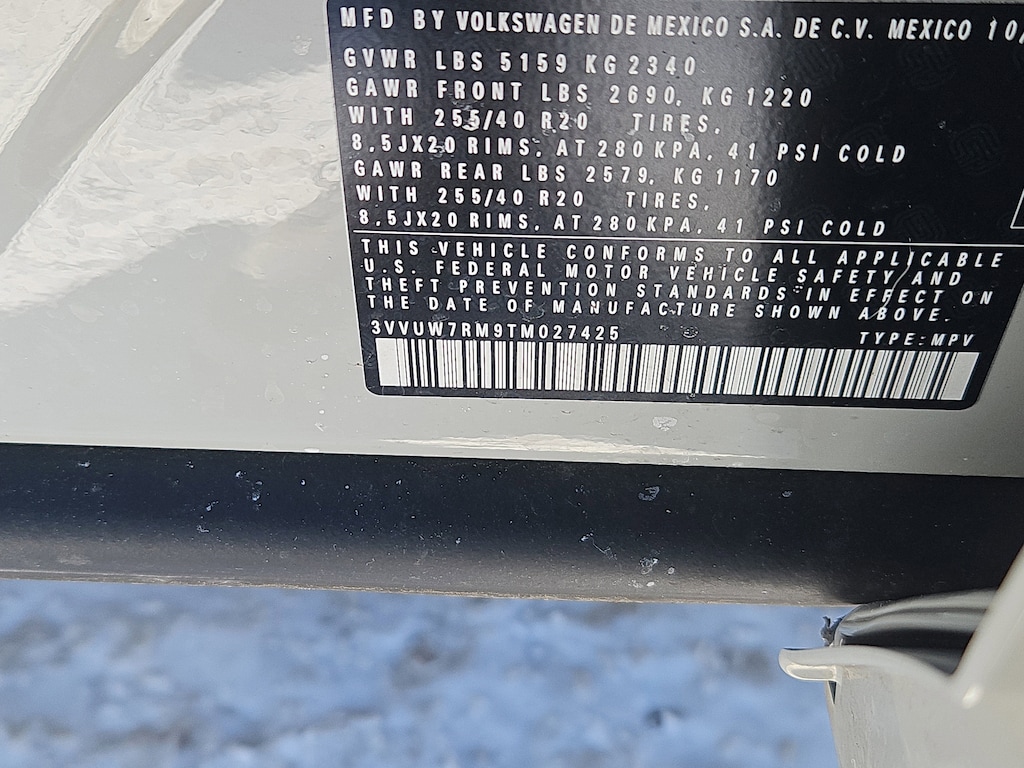 MFD BY VOLKSWAGEN DE MEXICO S.A. DE C.V. MEXICO 10/
GVWR LBS 5159 KG 2340
GAWR FRONT LBS 2690, KG 1220
WITH 255/40 R20 TIRES,
8,5JX20 RIMS, AT 280 KPA, 41 PSI COLD
GAWR REAR LBS 2579, KG 1170
WITH 255/40 R20 TIRES,
8,5JX20 RIMS, AT 280 KPA, 41 PSI COLD
THIS VEHICLE CONFORMS TO ALL APPLICABLE
U.S. FEDERAL MOTOR VEHICLE SAFETY AND
THEFT PREVENTION STANDARDS IN EFFECT ON
THE DATE OF MANUFACTURE SHOWN ABOVE.
3VVUW7RM9TM027425 TYPE: MPV